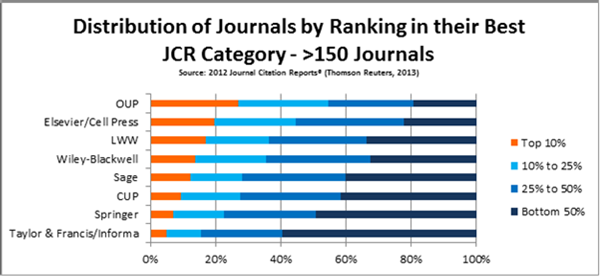 Distribution of Journals by Ranking in their Best
JCR Category - >150 Journals
Source: 2012 Journal Citation Reports® (Thomson Reuters, 2013)
OUP
Elsevier/Cell Press
LWW
Wiley-Blackwell
Sage
CUP
Springer
Taylor & Francis/Informa
0% 20% 40% 60% 80% 100%
Top 10%
10% to 25%
25% to 50%
Bottom 50%